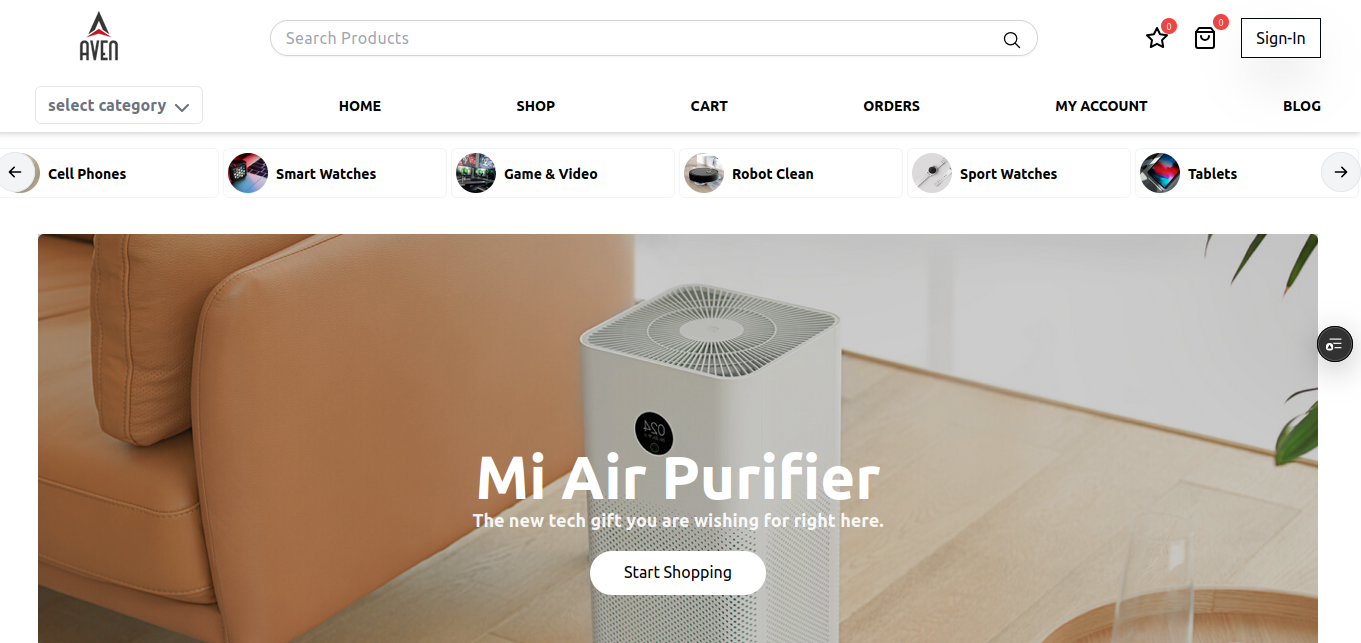 AVEN
Search Products
0
0
Sign-In
select category
HOME
SHOP
CART
ORDERS
MY ACCOUNT
BLOG
Cell Phones
Smart Watches
Game & Video
Robot Clean
Sport Watches
Tablets
024
Mi Air Purifier
The new tech gift you are wishing for right here.
Start Shopping